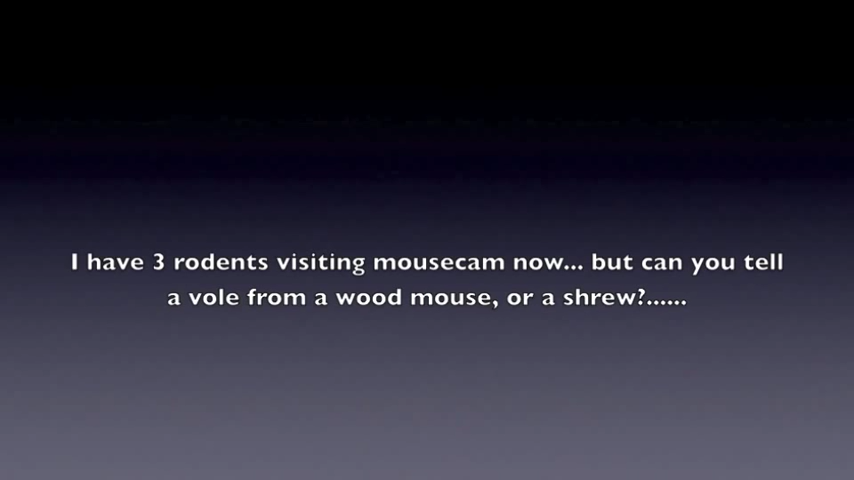 I have 3 rodents visiting mousecam now... but can you tell
a vole from a wood mouse, or a shrew?......